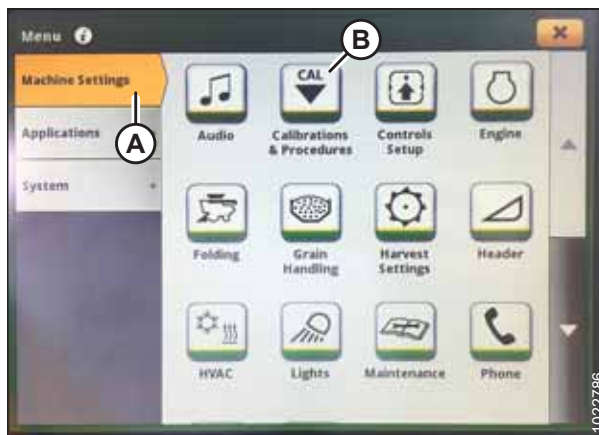 Menu i
B
Machine Settings
A
Applications
System
Audio
CAL
Calibrations
& Procedures
Controls
Setup
Engine
Folding
Grain
Handling
Harvest
Settings
Header
HVAC
Lights
Maintenance
Phone
1022786